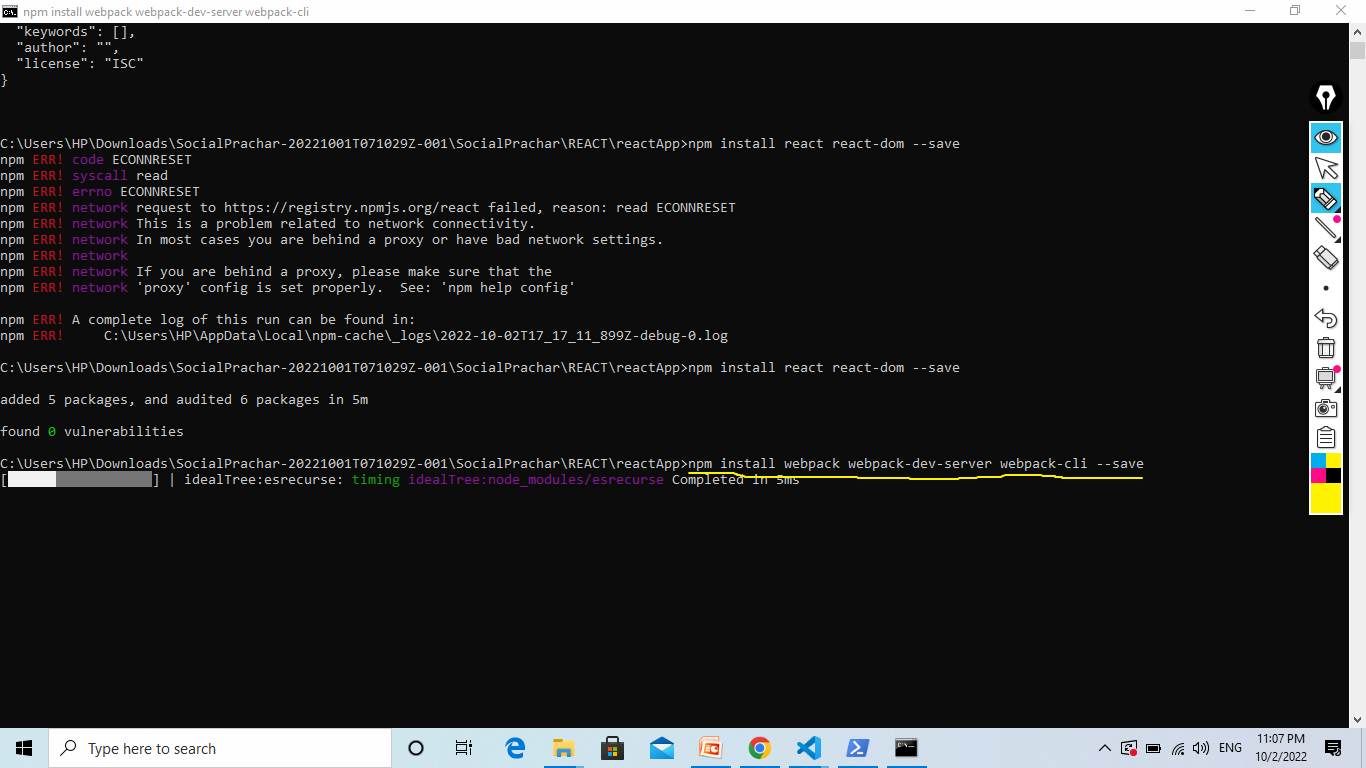 npm install webpack webpack-dev-server webpack-cli
"keywords": [],
"author": "",
"license": "ISC"
}
C:\Users\HP\Downloads\SocialPrachar-20221001T071029Z-001\SocialPrachar\REACT\reactApp>npm install react react-dom --save
npm ERR! code ECONNRESET
npm ERR! syscall read
npm ERR! errno ECONNRESET
npm ERR! network request to https://registry.npmjs.org/react failed, reason: read ECONNRESET
npm ERR! network This is a problem related to network connectivity.
npm ERR! network In most cases you are behind a proxy or have bad network settings.
npm ERR! network
npm ERR! network If you are behind a proxy, please make sure that the
npm ERR! network 'proxy' config is set properly.  See: 'npm help config'
npm ERR! A complete log of this run can be found in:
npm ERR!     C:\Users\HP\AppData\Local\npm-cache\_logs\2022-10-02T17_17_11_899Z-debug-0.log
C:\Users\HP\Downloads\SocialPrachar-20221001T071029Z-001\SocialPrachar\REACT\reactApp>npm install react react-dom --save
added 5 packages, and audited 6 packages in 5m
found 0 vulnerabilities
C:\Users\HP\Downloads\SocialPrachar-20221001T071029Z-001\SocialPrachar\REACT\reactApp>npm install webpack webpack-dev-server webpack-cli --save
[ ] | idealTree:esrecurse: timing idealTree:node_modules/esrecurse Completed in 5ms
Type here to search
ENG
11:07 PM
10/2/2022